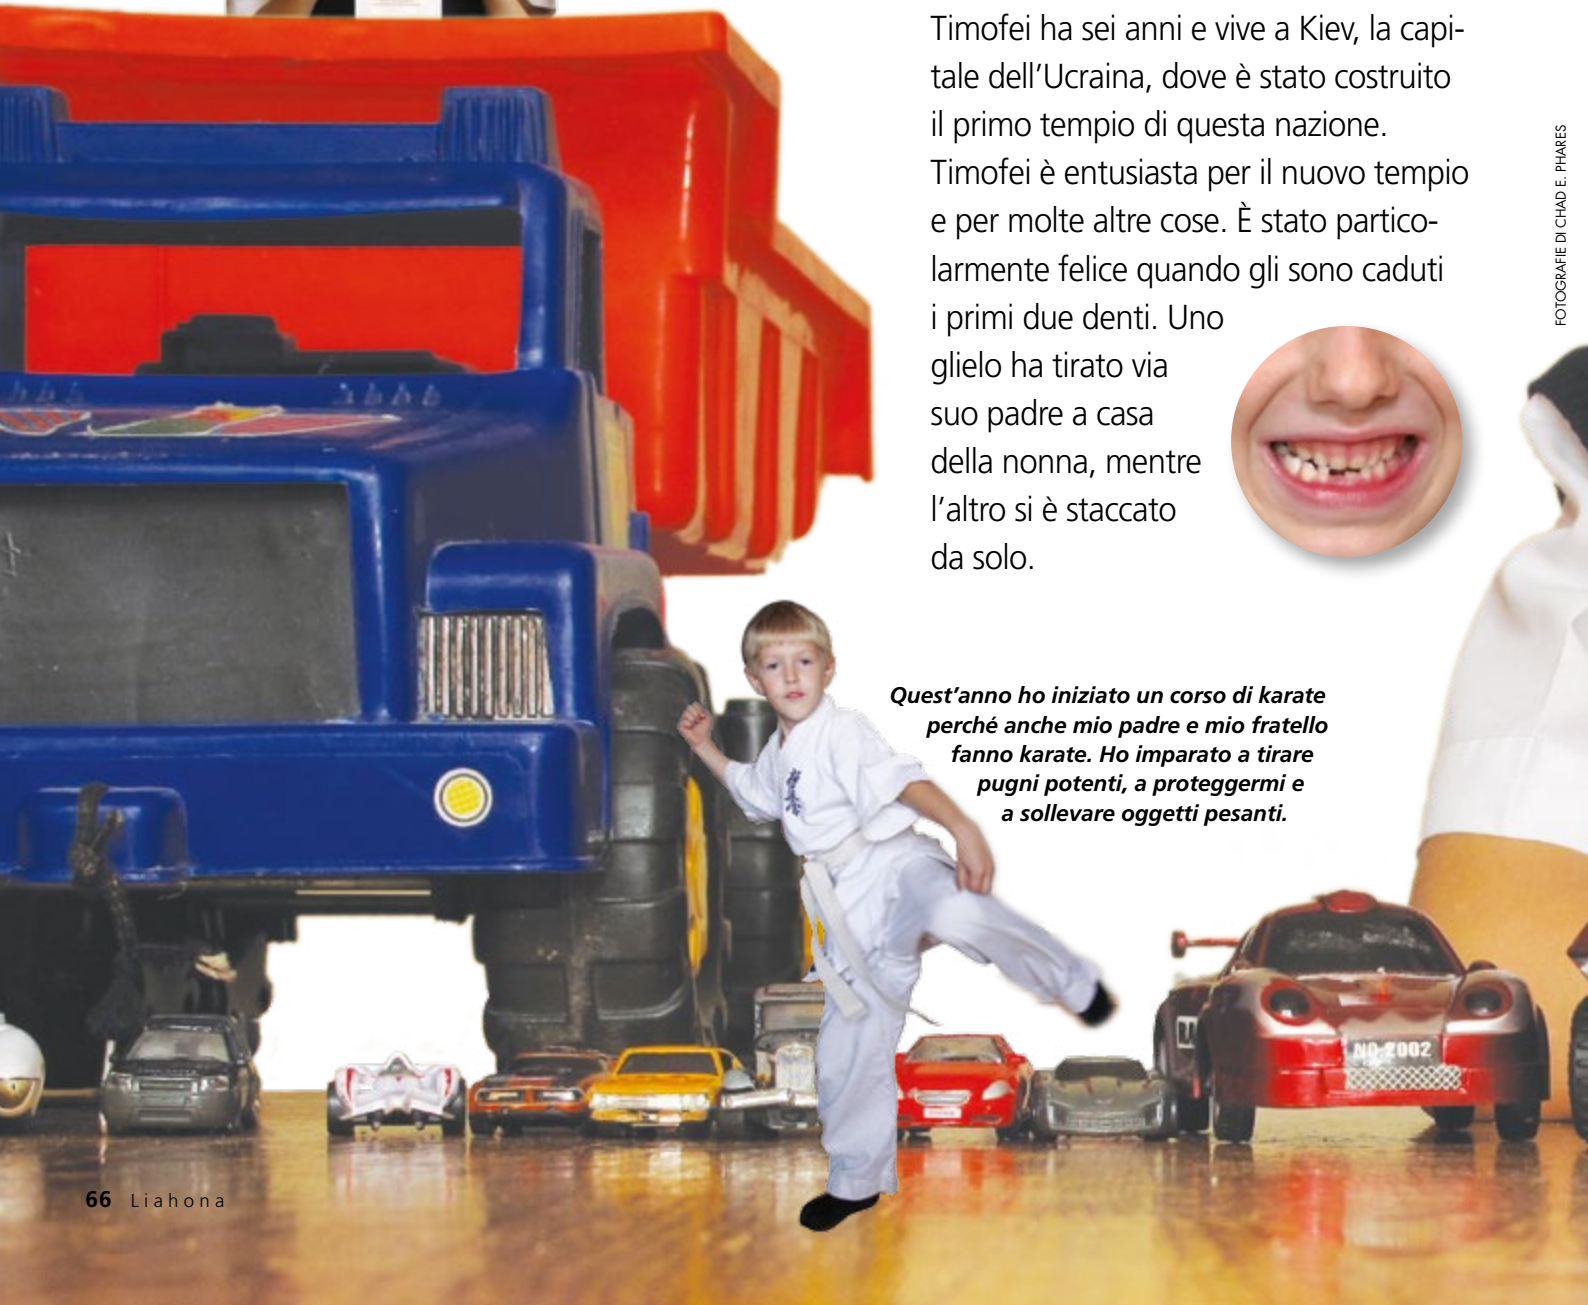 Timofei ha sei anni e vive a Kiev, la capi-
tale dell'Ucraina, dove è stato costruito
il primo tempio di questa nazione.
Timofei è entusiasta per il nuovo tempio
e per molte altre cose. È stato partico-
larmente felice quando gli sono caduti
i primi due denti. Uno
glielo ha tirato via
suo padre a casa
della nonna, mentre
l'altro si è staccato
da solo.
FOTOGRAFIE DI CHAD E. PHARES
Quest'anno ho iniziato un corso di karate
perché anche mio padre e mio fratello
fanno karate. Ho imparato a tirare
pugni potenti, a proteggermi e
a sollevare oggetti pesanti.
NO-2002
66 Liahona